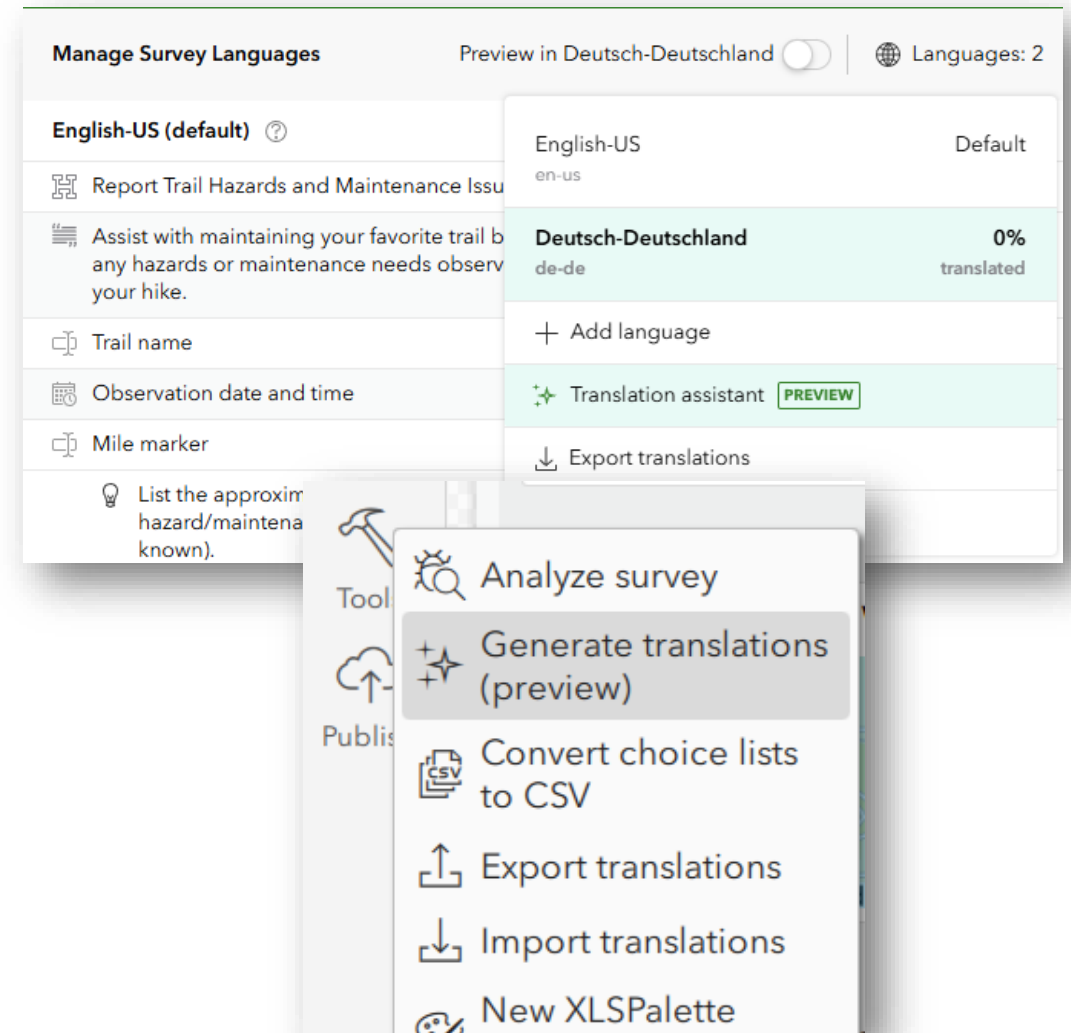 Manage Survey Languages
Preview in Deutsch-Deutschland
Languages: 2
English-US (default)
Report Trail Hazards and Maintenance Issu
Assist with maintaining your favorite trail b
any hazards or maintenance needs observ
your hike.
Trail name
Observation date and time
Mile marker
List the approxim
hazard/maintena
known).
English-US
Default
en-us
Deutsch-Deutschland
0%
de-de
translated
Add language
Translation assistant PREVIEW
Export translations
Tool
Publis
Analyze survey
Generate translations
(preview)
Convert choice lists
to CSV
Export translations
Import translations
New XLSPalette